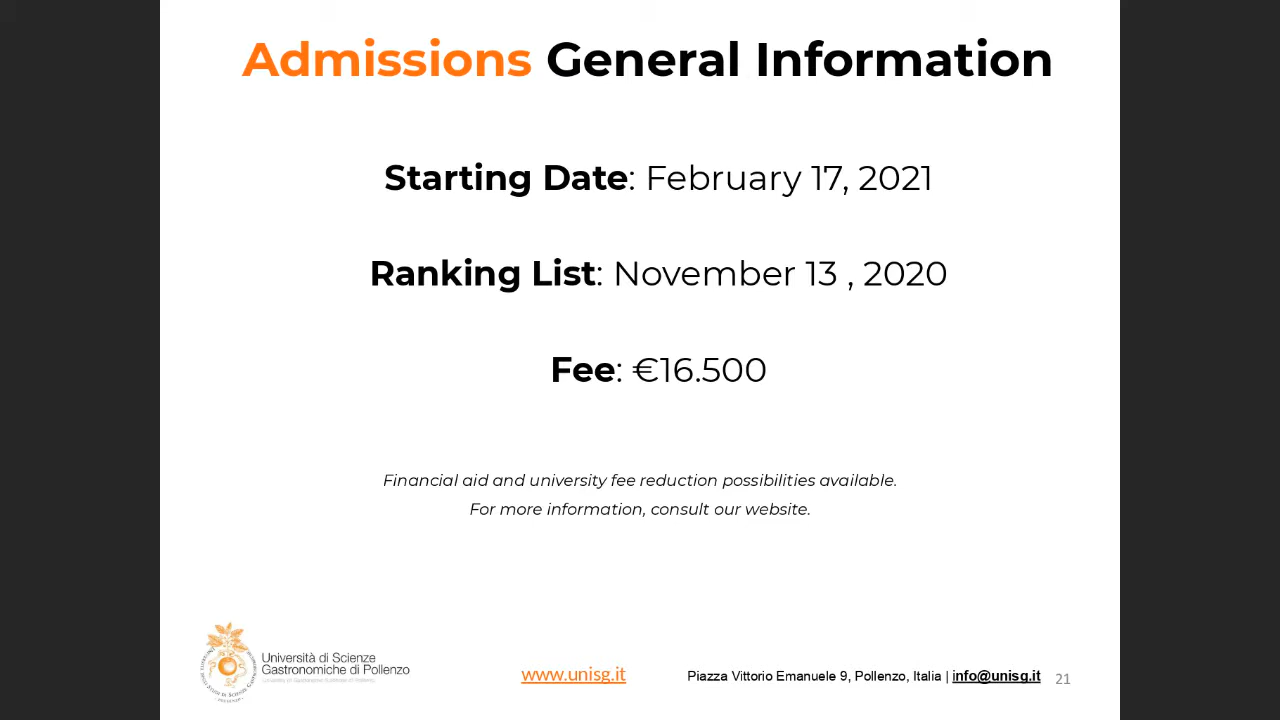 Admissions General Information
Starting Date: February 17, 2021
Ranking List: November 13 , 2020
Fee: €16.500
Financial aid and university fee reduction possibilities available.
For more information, consult our website.
Università di Scienze
Gastronomiche di Pollenzo
www.unisg.it
Piazza Vittorio Emanuele 9, Pollenzo, Italia | info@unisg.it
21